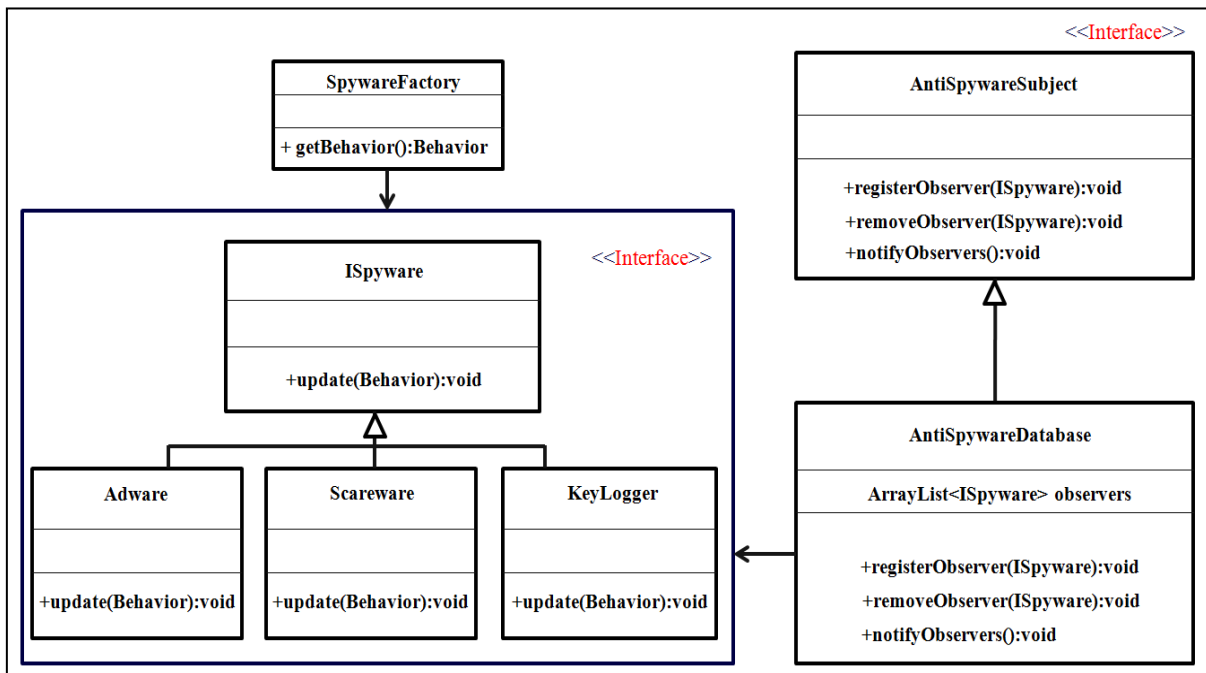 <<Interface>>
SpywareFactory
+ getBehavior():Behavior
AntiSpywareSubject
+registerObserver(ISpyware):void
+removeObserver(ISpyware):void
+notifyObservers():void
<<Interface>>
ISpyware
+update(Behavior):void
Adware
+update(Behavior):void
Scareware
+update(Behavior):void
KeyLogger
+update(Behavior):void
AntiSpywareDatabase
ArrayList<ISpyware> observers
+registerObserver(ISpyware):void
+removeObserver(ISpyware):void
+notifyObservers():void